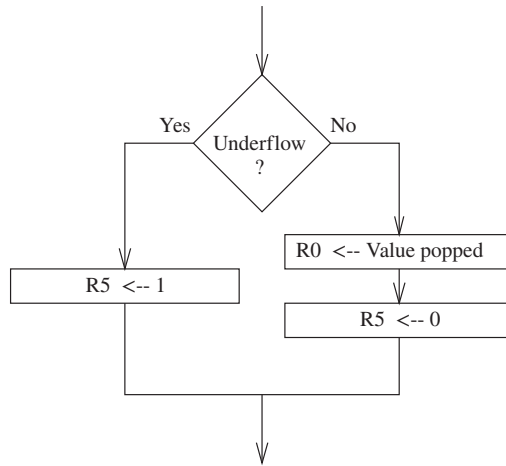 Yes
No
Underflow
?
R0 <-- Value popped
R5 <-- 1
R5 <-- 0